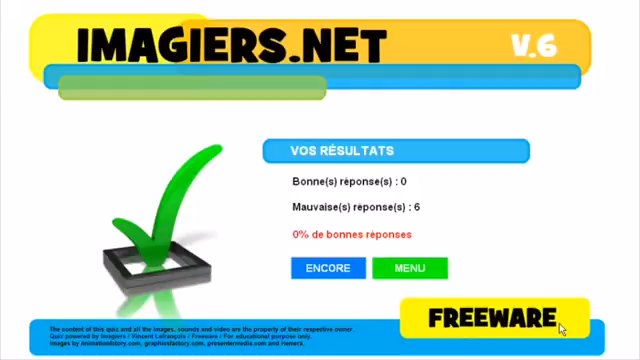 IMAGIERS.NET
V.6
VOS RÉSULTATS
Bonne(s) réponse(s) : 0
Mauvaise(s) réponse(s) : 6
0% de bonnes réponses
ENCORE
MENU
FREEWARE
The content of this quiz and all the images, sounds and video are the property of their respective owner.
Quiz powered by Imagiers / Vincent Lefrançois / Freeware / For educational purpose only.
Images by Animationfactory.com, graphicsfactory.com, presentermedia.com and Hemera.